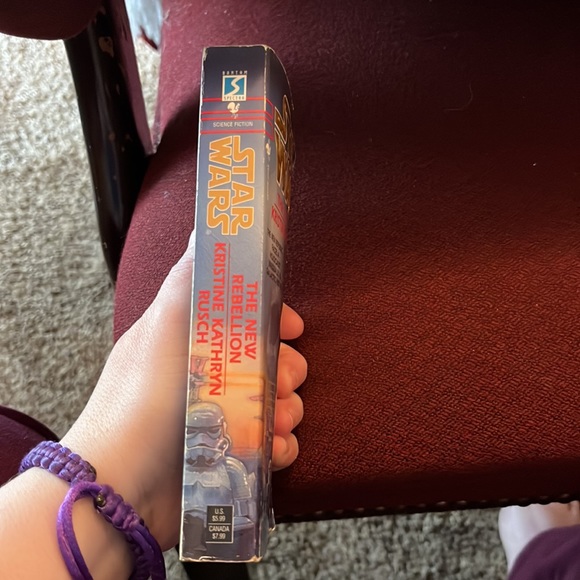 BANTAM
SPECTRA
SCIENCE FICTION
STAR
WARS®
THE NEW
REBELLION
KRISTINE KATHRYN
RUSCH
U.S.
$5.99
CANADA
$7.99